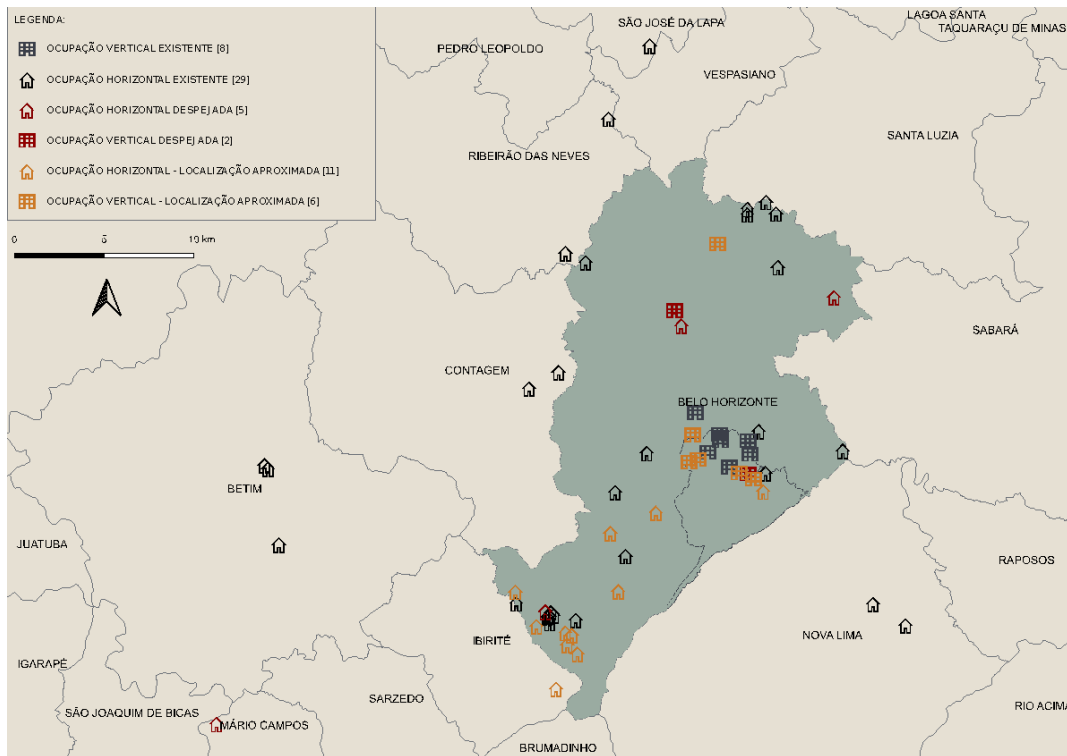 LEGENDA:
OCUPAÇÃO VERTICAL EXISTENTE [8]
OCUPAÇÃO HORIZONTAL EXISTENTE [29]
OCUPAÇÃO HORIZONTAL DESPEJADA [5]
OCUPAÇÃO VERTICAL DESPEJADA [2]
OCUPAÇÃO HORIZONTAL - LOCALIZAÇÃO APROXIMADA [11]
OCUPAÇÃO VERTICAL - LOCALIZAÇÃO APROXIMADA [6]
0 5 10 km
LAGOA SANTA
SÃO JOSÉ DA LAPA
TAQUARAÇU DE MINAS
PEDRO LEOPOLDO
VESPASIANO
SANTA LUZIA
RIBEIRÃO DAS NEVES
SABARÁ
CONTAGEM
BELO HORIZONTE
BETIM
JUATUBA
RAPOSOS
NOVA LIMA
IBIRITÉ
IGARAPÉ
SARZEDO
RIO ACIMA
SÃO JOAQUIM DE BICAS
MÁRIO CAMPOS
BRUMADINHO